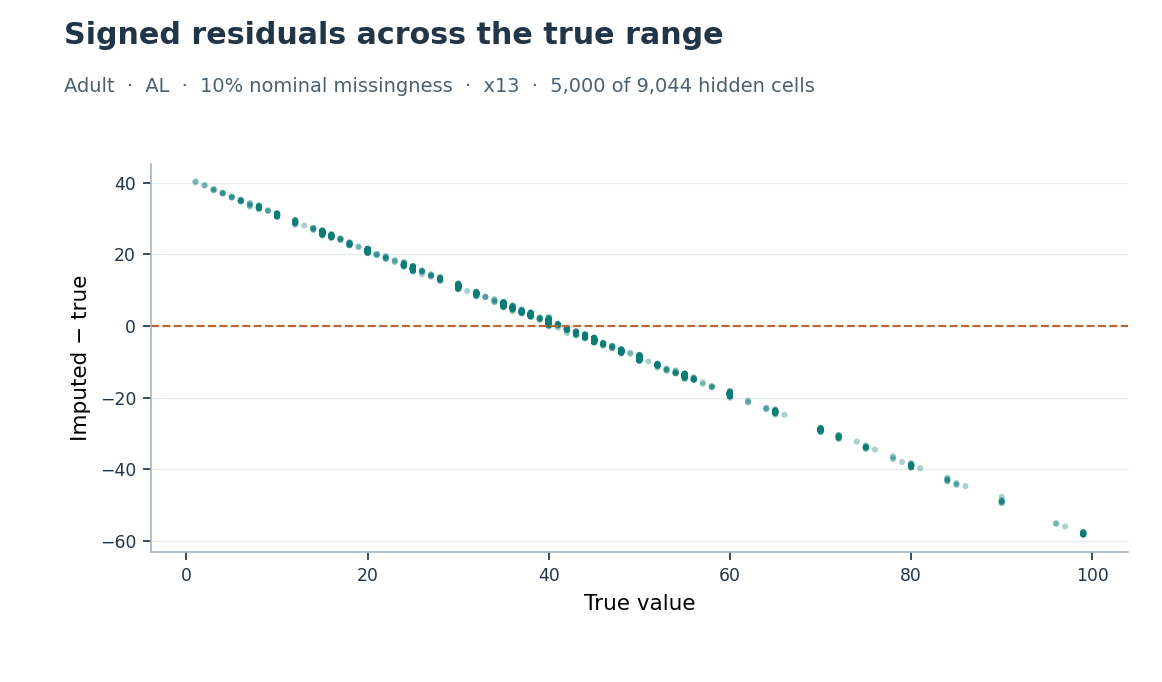 Signed residuals across the true range
Adult · AL · 10% nominal missingness · x13 · 5,000 of 9,044 hidden cells
40
20
0
−20
−40
−60
Imputed − true
0 20 40 60 80 100
True value